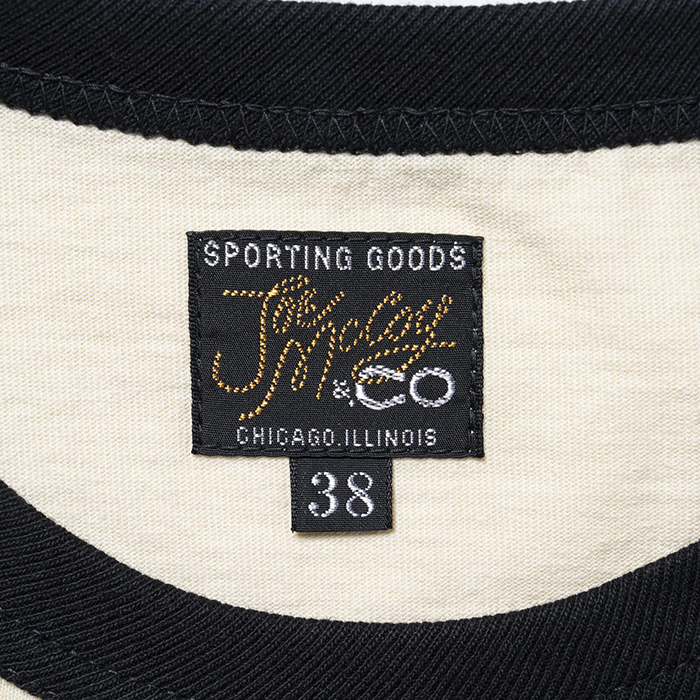 SPORTING GOODS
Joe McCoy
& CO
CHICAGO.ILLINOIS
38